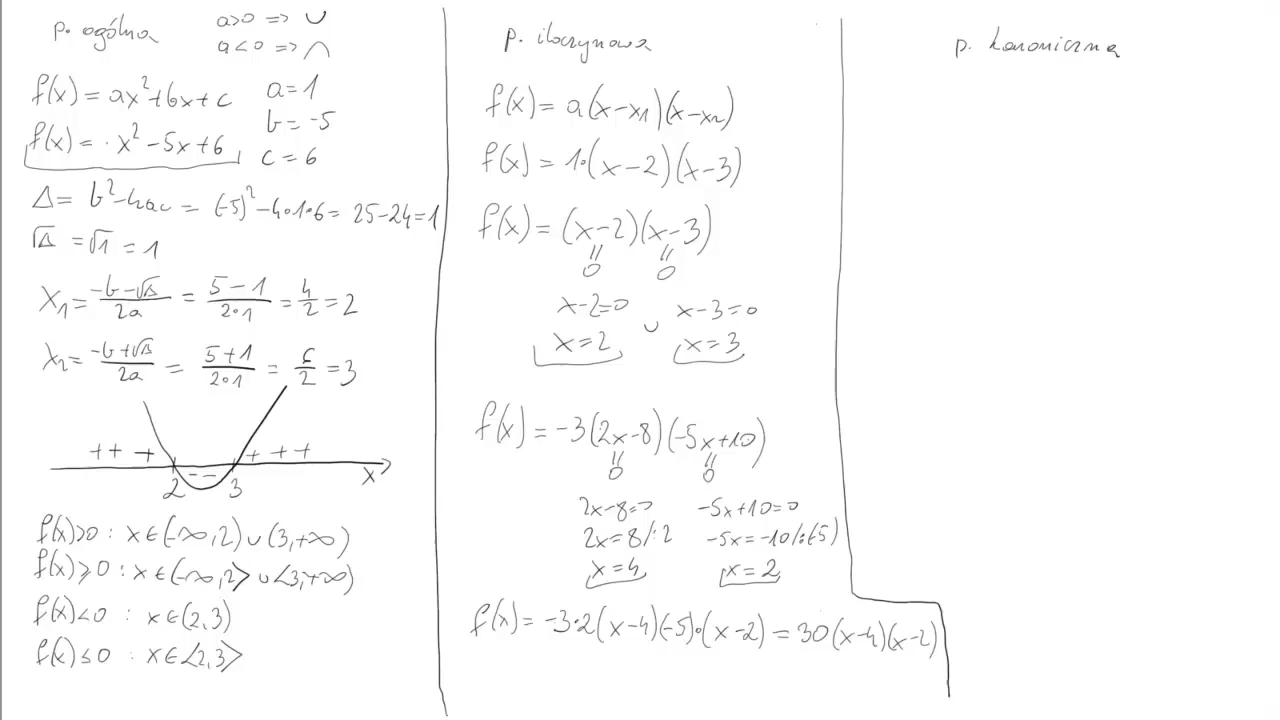 p. ogólna
a>0 => ∪
a<0 => ∩
f(x) = ax²+bx+c
a=1
f(x) = x² - 5x+6
b = -5
c = 6
Δ = b²-4ac = (-5)² - 4•1•6 = 25-24=1
√Δ = √1 = 1
x₁ = (-b-√Δ)/2a = (5-1)/(2•1) = 4/2 = 2
x₂ = (-b+√Δ)/2a = (5+1)/(2•1) = 6/2 = 3
+ + + + + +
- -
2 3 x
f(x)>0 : x∈(-∞,2)∪(3,+∞)
f(x)⩾0 : x∈(-∞,2>∪<3,+∞)
f(x)<0 : x∈(2,3)
f(x)≤0 : x∈<2,3>
p. iloczynowa
f(x) = a(x-x₁)(x-x₂)
f(x) = 1•(x-2)(x-3)
f(x) = (x-2)(x-3)
= =
0 0
x-2=0 ∪ x-3=0
x=2 x=3
f(x) = -3(2x-8)(-5x+10)
= =
0 0
2x-8=0 -5x+10=0
2x=8/:2 -5x=-10/:(-5)
x=4 x=2
f(x) = -3•2(x-4)(-5)•(x-2) = 30(x-4)(x-2)
p. kanoniczna